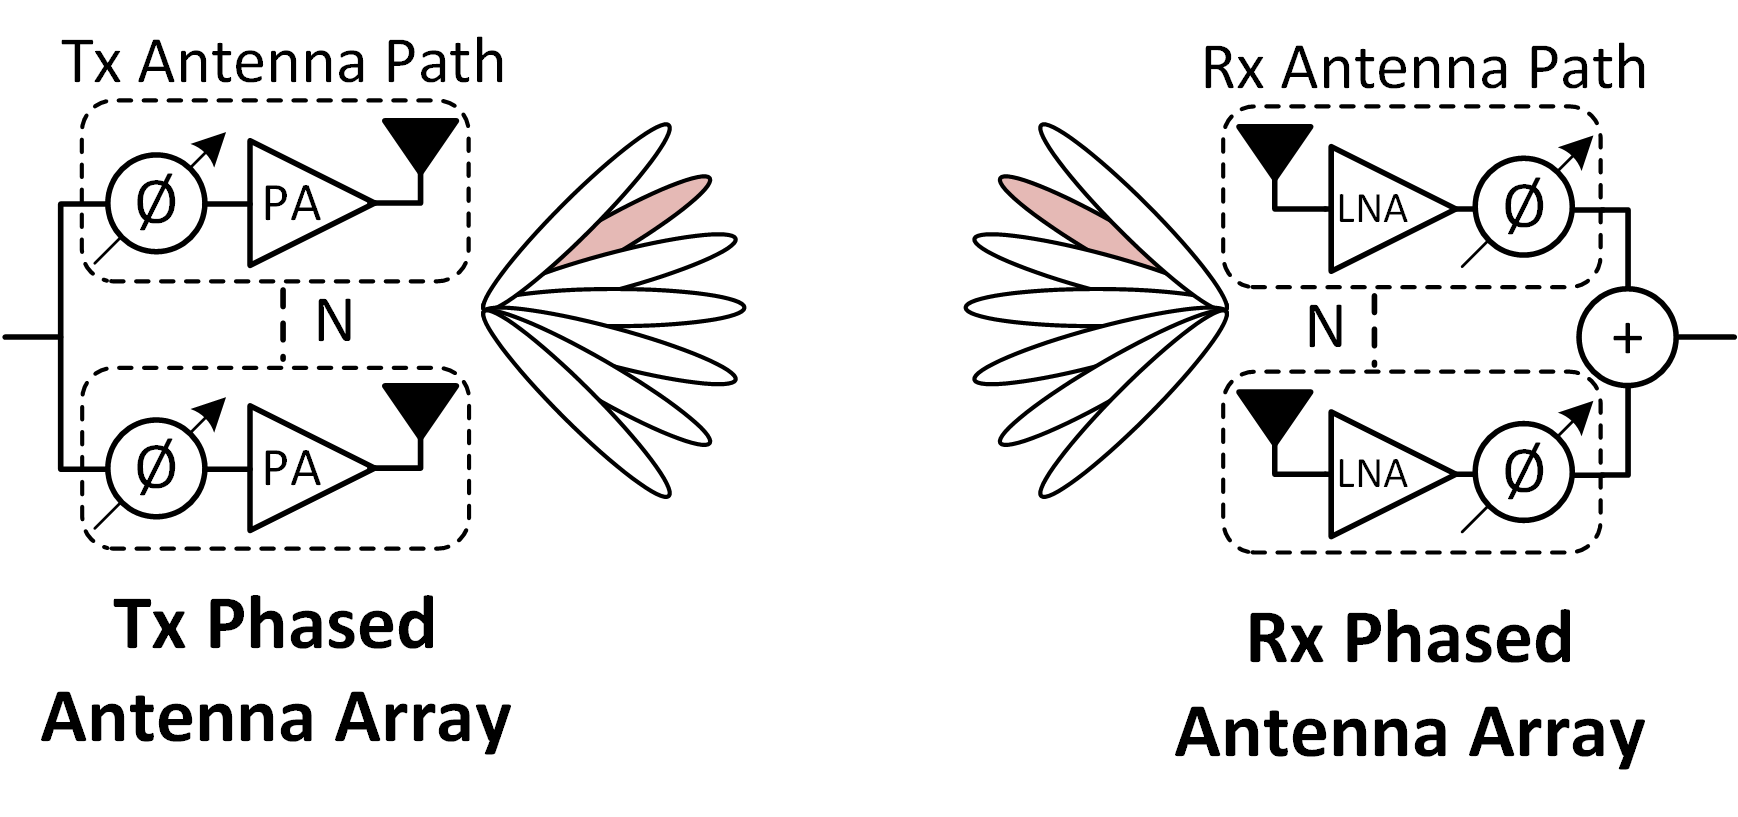 Tx Antenna Path
Ø
PA
N
Ø
PA
Tx Phased
Antenna Array
Rx Antenna Path
LNA
Ø
N
+
LNA
Ø
Rx Phased
Antenna Array